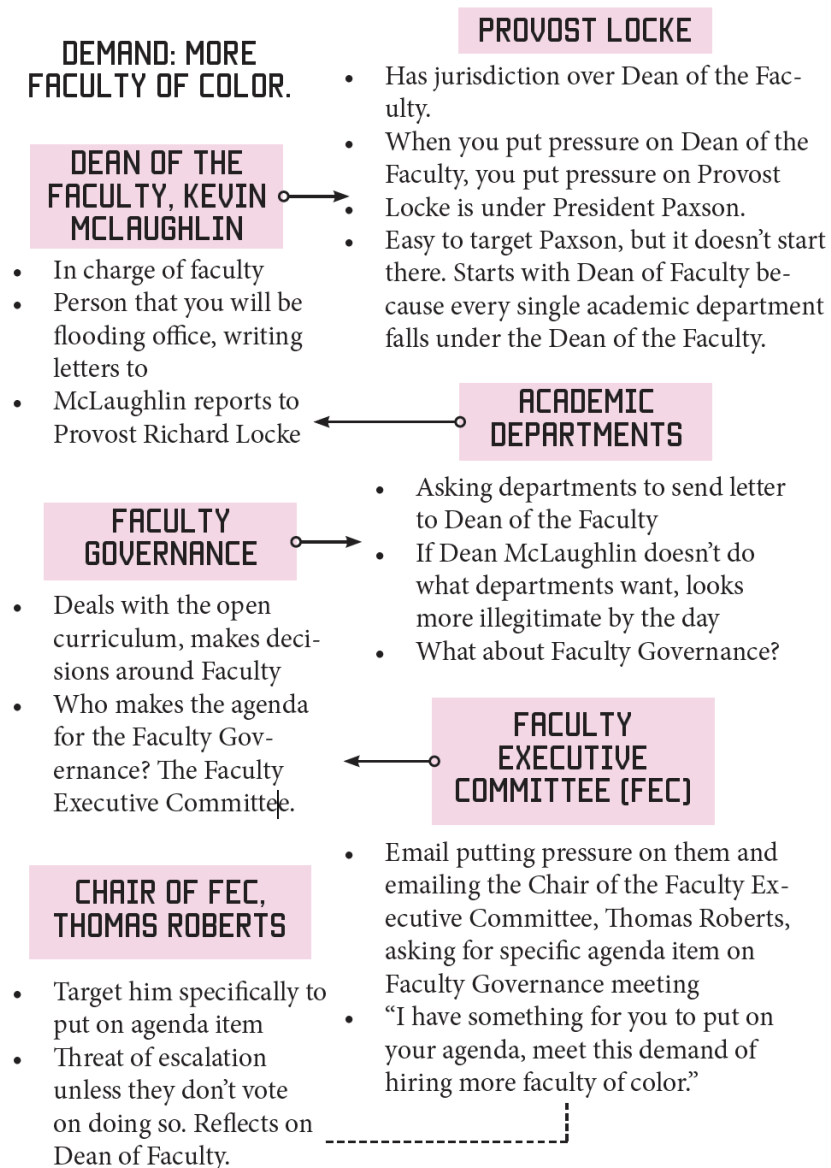 DEMAND: MORE
FACULTY OF COLOR.
PROVOST LOCKE
• Has jurisdiction over Dean of the Fac-
ulty.
• When you put pressure on Dean of the
Faculty, you put pressure on Provost
• Locke is under President Paxson.
• Easy to target Paxson, but it doesn’t start
there. Starts with Dean of Faculty be-
cause every single academic department
falls under the Dean of the Faculty.
DEAN OF THE
FACULTY, KEVIN
MCLAUGHLIN
• In charge of faculty
• Person that you will be
flooding office, writing
letters to
• McLaughlin reports to
Provost Richard Locke
ACADEMIC
DEPARTMENTS
• Asking departments to send letter
to Dean of the Faculty
• If Dean McLaughlin doesn’t do
what departments want, looks
more illegitimate by the day
• What about Faculty Governance?
FACULTY
GOVERNANCE
• Deals with the open
curriculum, makes deci-
sions around Faculty
• Who makes the agenda
for the Faculty Gov-
ernance? The Faculty
Executive Committee.
FACULTY
EXECUTIVE
COMMITTEE (FEC)
• Email putting pressure on them and
emailing the Chair of the Faculty Ex-
ecutive Committee, Thomas Roberts,
asking for specific agenda item on
Faculty Governance meeting
• “I have something for you to put on
your agenda, meet this demand of
hiring more faculty of color.”
CHAIR OF FEC,
THOMAS ROBERTS
• Target him specifically to
put on agenda item
• Threat of escalation
unless they don’t vote
on doing so. Reflects on
Dean of Faculty.